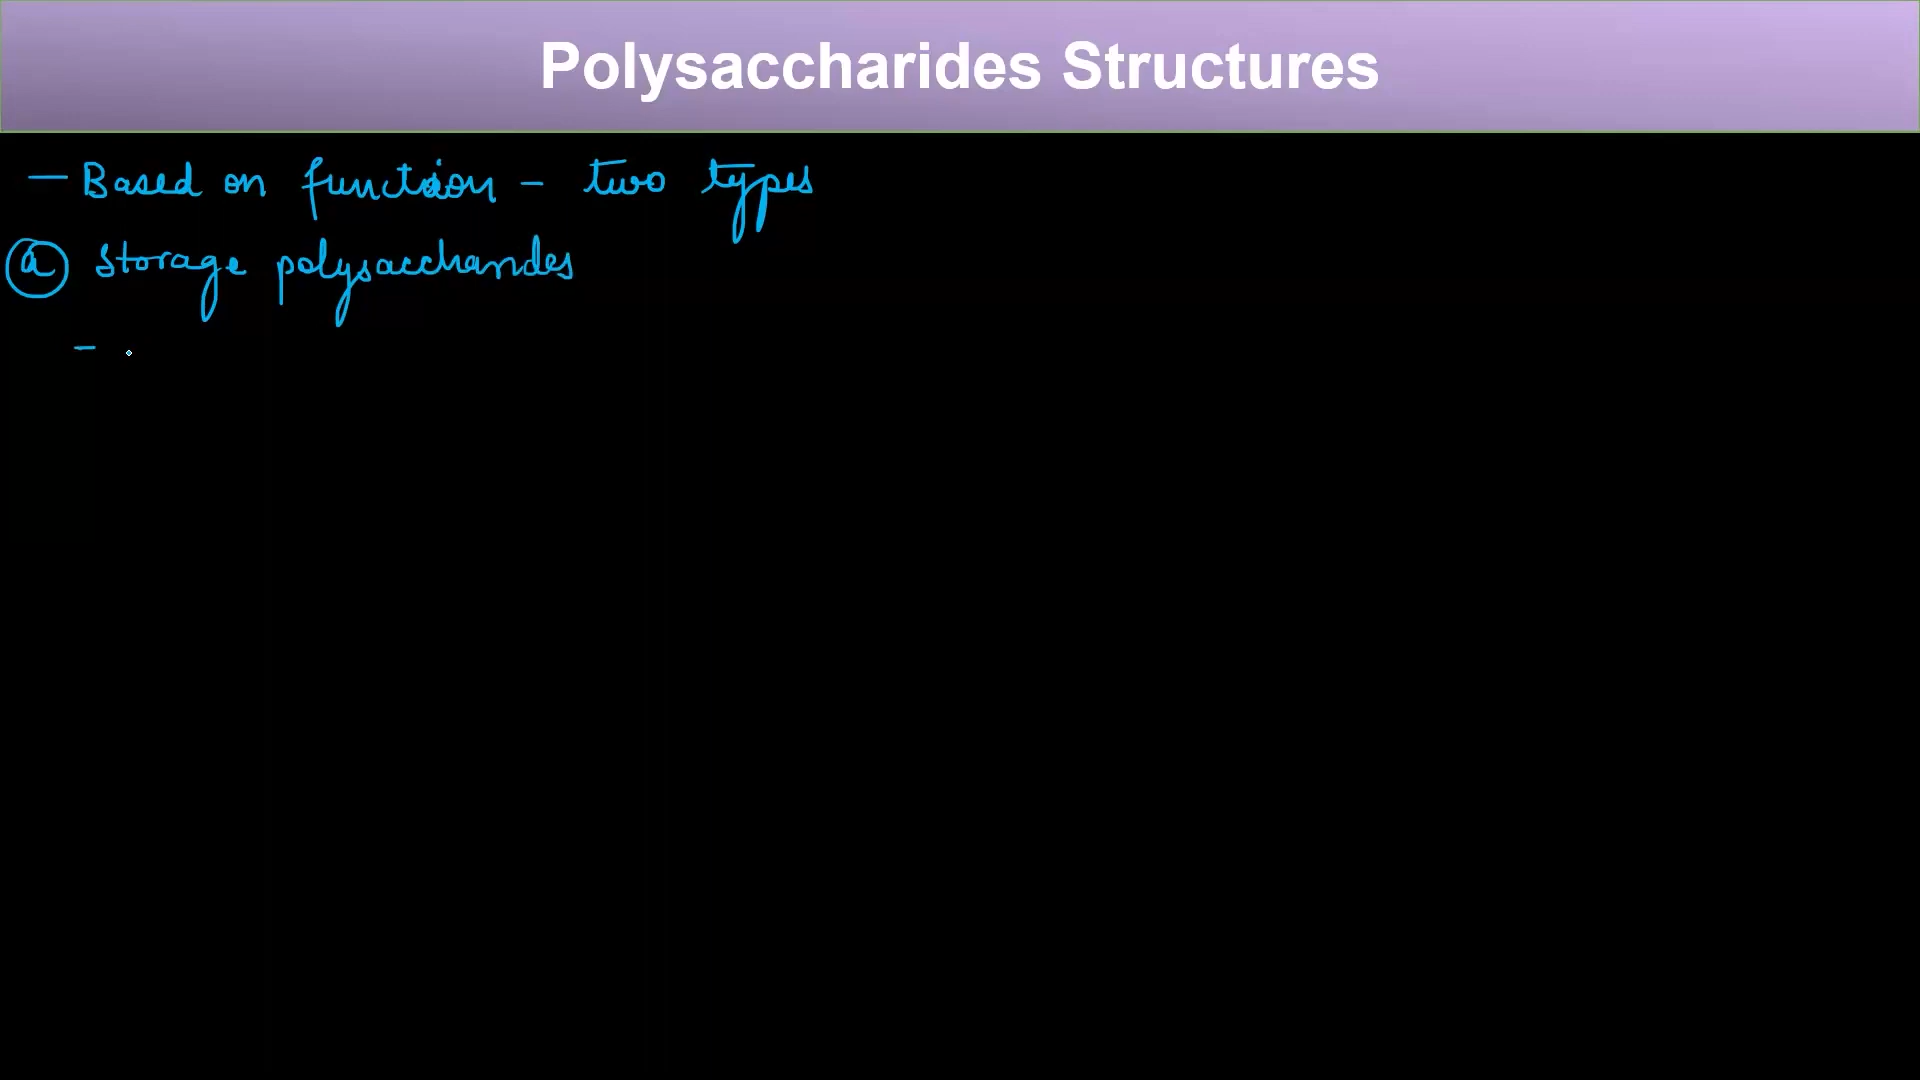 Polysaccharides Structures
— Based on function - two types
(a) Storage polysaccharides
-